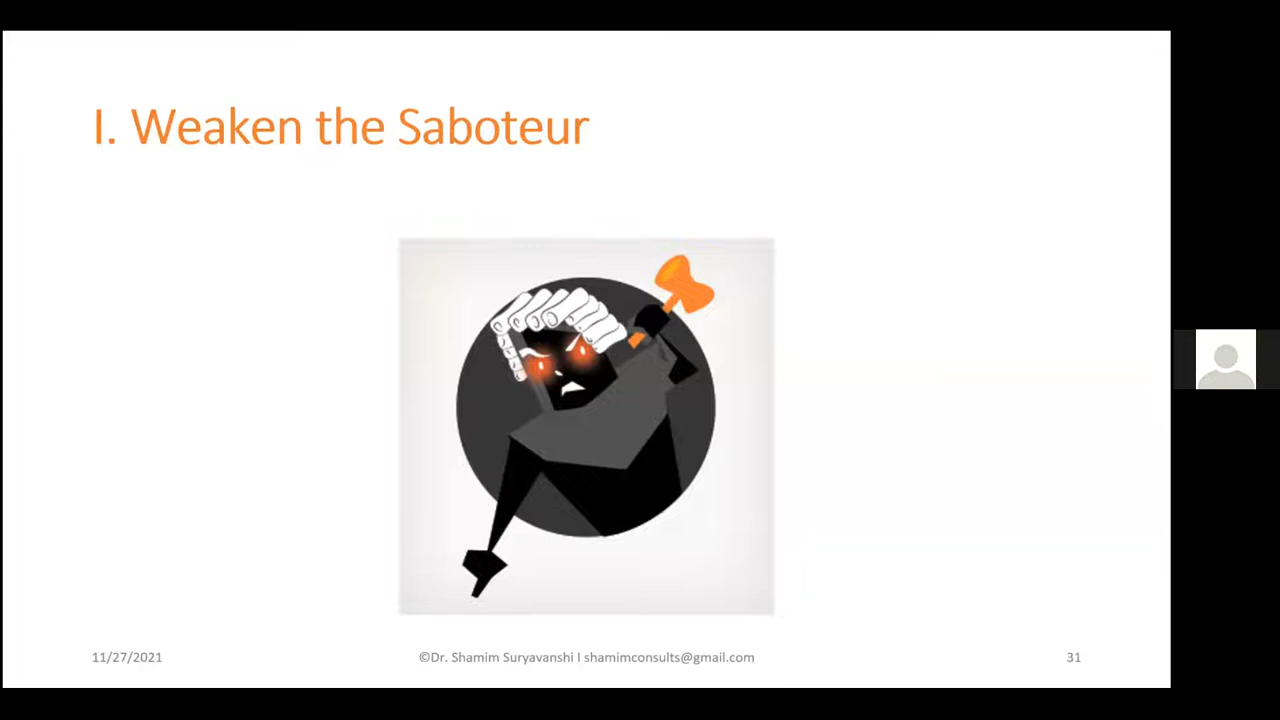 I. Weaken the Saboteur
11/27/2021
©Dr. Shamim Suryavanshi I shamimconsults@gmail.com
31